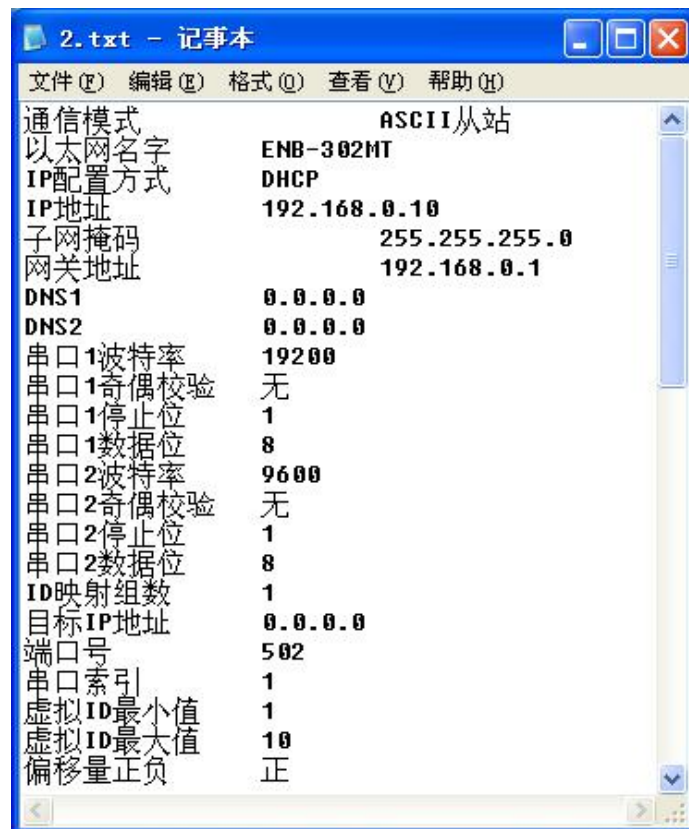 2.txt - 记事本
文件(F) 编辑(E) 格式(O) 查看(V) 帮助(H)
通信模式 ASCII从站
以太网名字 ENB-302MT
IP配置方式 DHCP
IP地址 192.168.0.10
子网掩码 255.255.255.0
网关地址 192.168.0.1
DNS1 0.0.0.0
DNS2 0.0.0.0
串口1波特率 19200
串口1奇偶校验 无
串口1停止位 1
串口1数据位 8
串口2波特率 9600
串口2奇偶校验 无
串口2停止位 1
串口2数据位 8
ID映射组数 1
目标IP地址 0.0.0.0
端口号 502
串口索引 1
虚拟ID最小值 1
虚拟ID最大值 10
偏移量正负 正